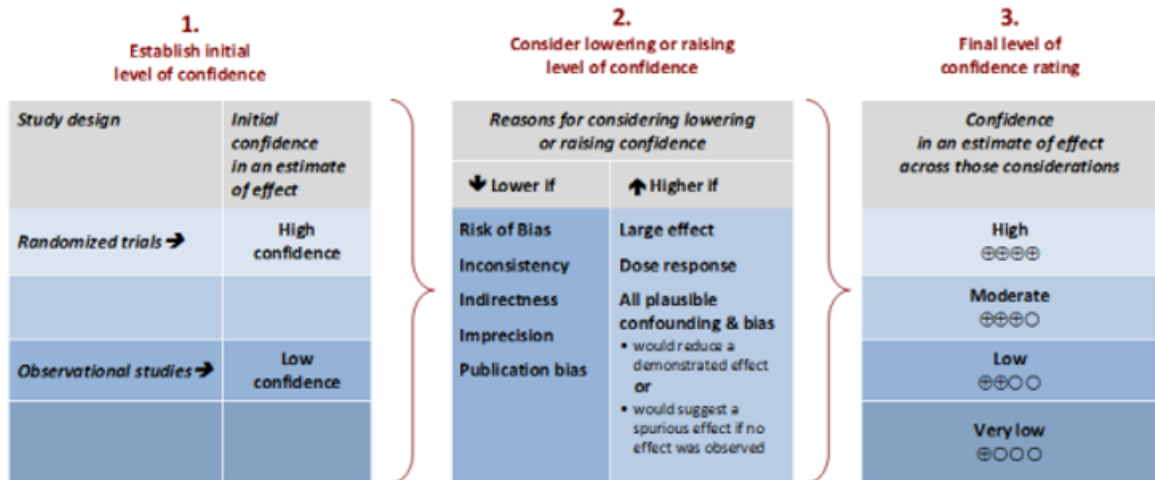 1.
Establish initial
level of confidence
2.
Consider lowering or raising
level of confidence
3.
Final level of
confidence rating
Study design
Initial
confidence
in an estimate
of effect
Randomized trials ➔
High
confidence
Observational studies ➔
Low
confidence
Reasons for considering lowering
or raising confidence
🡇 Lower if
🡅 Higher if
Risk of Bias
Inconsistency
Indirectness
Imprecision
Publication bias
Large effect
Dose response
All plausible
confounding & bias
• would reduce a
demonstrated effect
or
• would suggest a
spurious effect if no
effect was observed
Confidence
in an estimate of effect
across those considerations
High
⊕⊕⊕⊕
Moderate
⊕⊕⊕○
Low
⊕⊕○○
Very low
⊕○○○